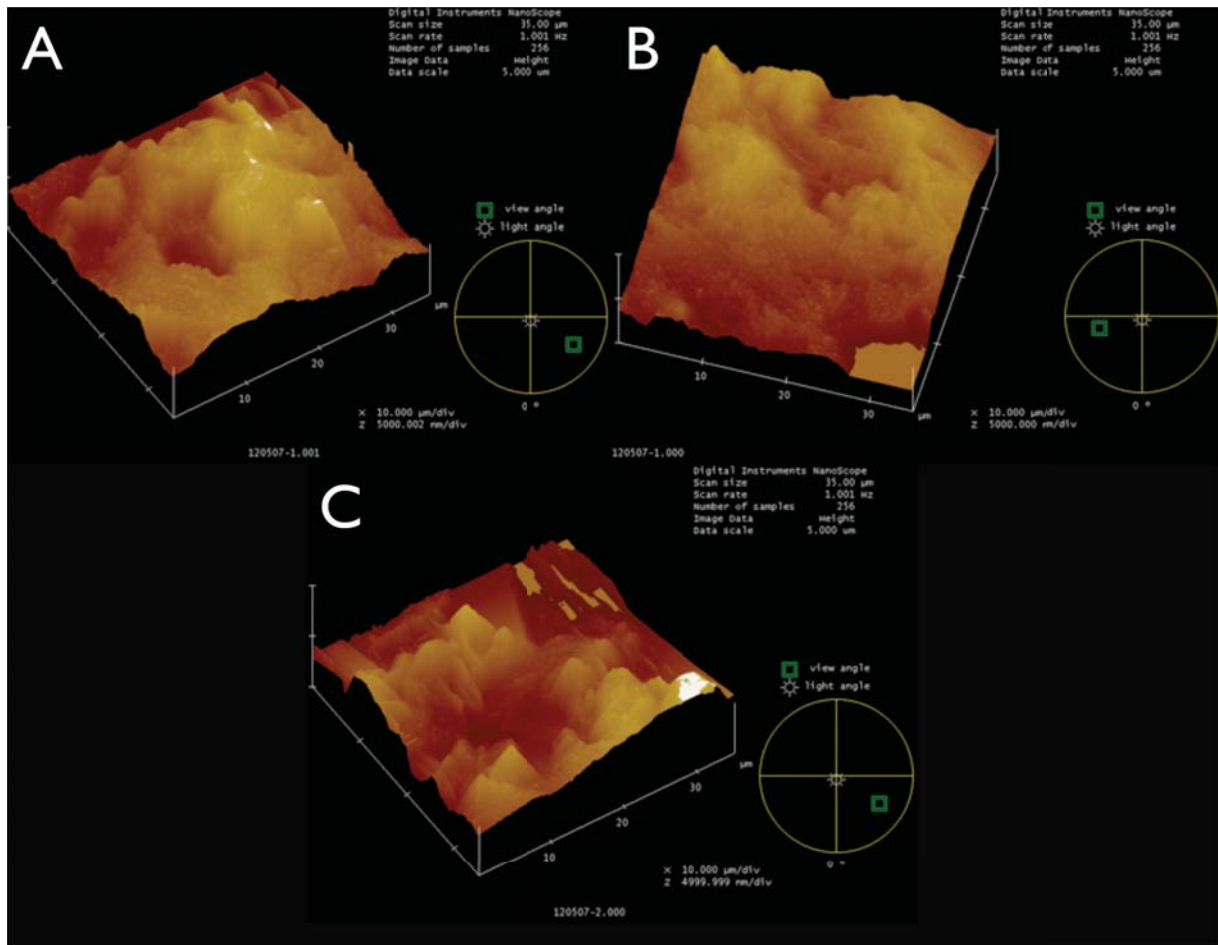 A
Digital Instruments NanoScope
Scan size 35.00 µm
Scan rate 1.001 Hz
Number of samples 256
Image Data Height
Data scale 5.000 um
view angle
light angle
µm
30
20
10
0 °
X 10.000 µm/div
Z 5000.002 nm/div
120507-1.001
B
Digital Instruments NanoScope
Scan size 35.00 µm
Scan rate 1.001 Hz
Number of samples 256
Image Data Height
Data scale 5.000 um
view angle
light angle
10
20
30
µm
0 °
X 10.000 µm/div
Z 5000.000 nm/div
120507-1.000
C
Digital Instruments NanoScope
Scan size 35.00 µm
Scan rate 1.001 Hz
Number of samples 256
Image Data Height
Data scale 5.000 um
view angle
light angle
µm
30
20
10
0 °
X 10.000 µm/div
Z 4999.999 nm/div
120507-2.000